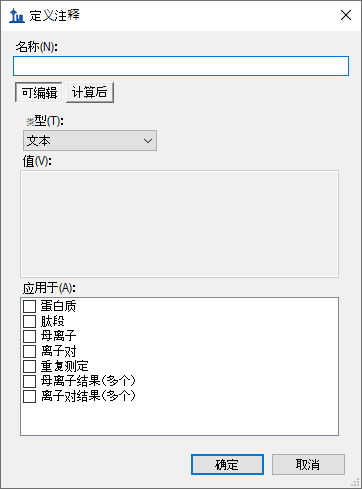 定义注释
名称(N):
可编辑 计算后
类型(T):
文本
值(V):
应用于(A):
蛋白质
肽段
母离子
离子对
重复测定
母离子结果(多个)
离子对结果(多个)
确定 取消